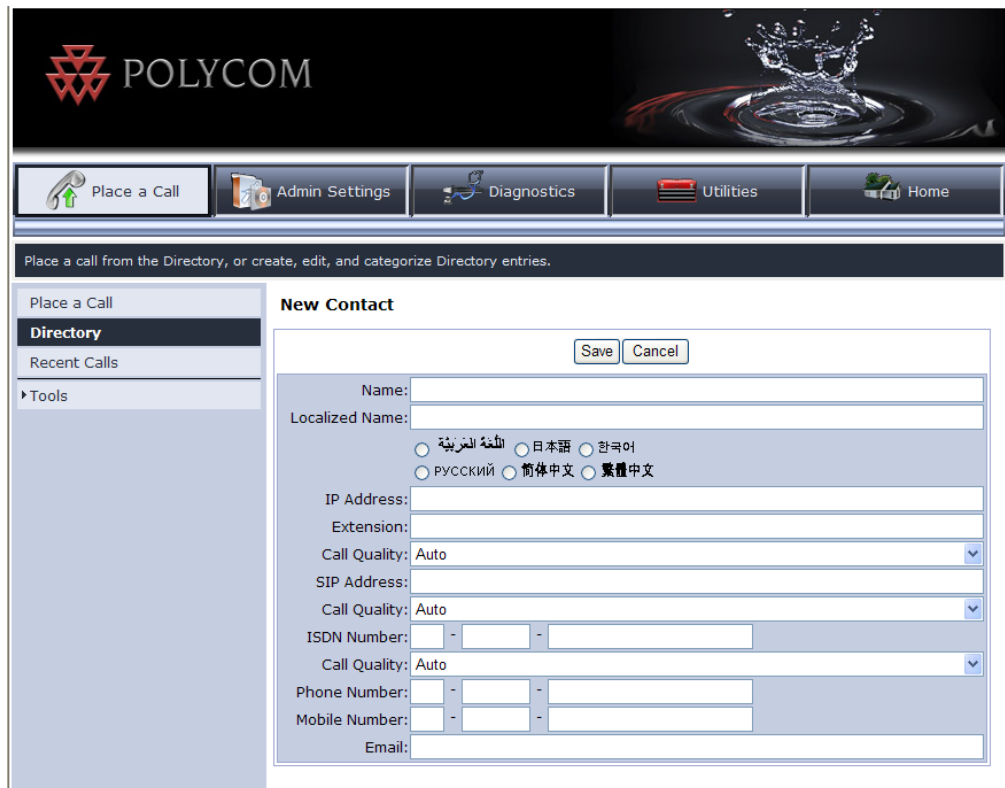 POLYCOM
Place a Call Admin Settings Diagnostics Utilities Home
Place a call from the Directory, or create, edit, and categorize Directory entries.
Place a Call
Directory
Recent Calls
Tools
New Contact
Save Cancel
Name:
Localized Name:
اللُّغَةُ العَرَبِيَّة 日本語 한국어
РУССКИЙ 简体中文 繁體中文
IP Address:
Extension:
Call Quality: Auto
SIP Address:
Call Quality: Auto
ISDN Number: - -
Call Quality: Auto
Phone Number: - -
Mobile Number: - -
Email: